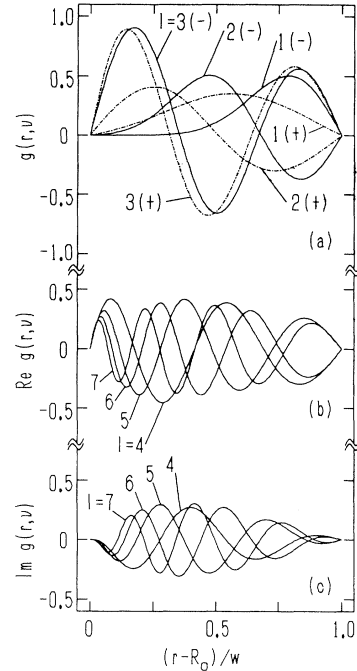 1.0
l=3(-)
2(-)
1(-)
0.5
g(r,ν)
0
1(+)
-0.5
3(+)
2(+)
-1.0
(a)
0.5
Re g(r,ν)
0
7
6
5
l=4
-0.5
(b)
0.5
l=7
6
5
4
Im g(r,ν)
0
-0.5
(c)
0
0.5
1.0
(r-R₀)/w